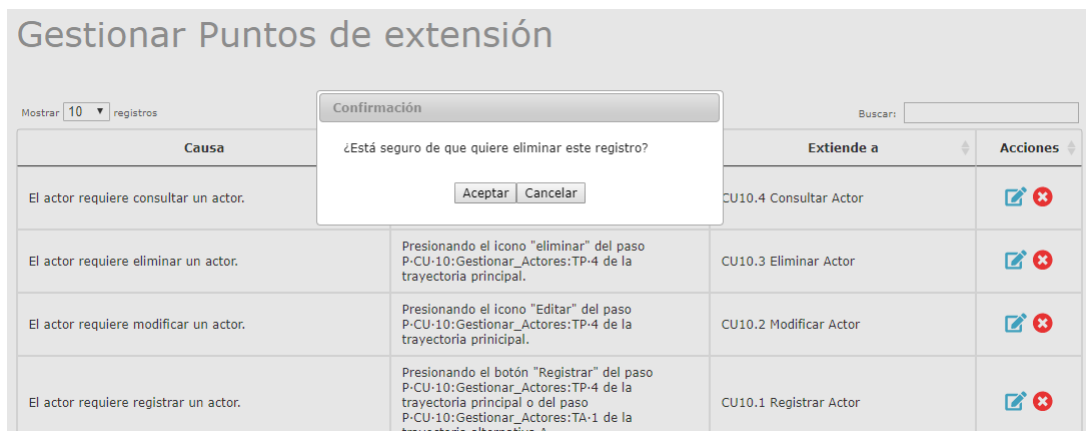 Gestionar Puntos de extensión
Mostrar 10 registros
Buscar:
Confirmación
¿Está seguro de que quiere eliminar este registro?
Aceptar Cancelar
Causa
Extiende a
Acciones
El actor requiere consultar un actor.
CU10.4 Consultar Actor
El actor requiere eliminar un actor.
Presionando el icono "eliminar" del paso
P·CU·10:Gestionar_Actores:TP·4 de la
trayectoria principal.
CU10.3 Eliminar Actor
El actor requiere modificar un actor.
Presionando el icono "Editar" del paso
P·CU·10:Gestionar_Actores:TP·4 de la
trayectoria prinicipal.
CU10.2 Modificar Actor
El actor requiere registrar un actor.
Presionando el botón "Registrar" del paso
P·CU·10:Gestionar_Actores:TP·4 de la
trayectoria principal o del paso
P·CU·10:Gestionar_Actores:TA·1 de la
trayectoria alternativa A.
CU10.1 Registrar Actor